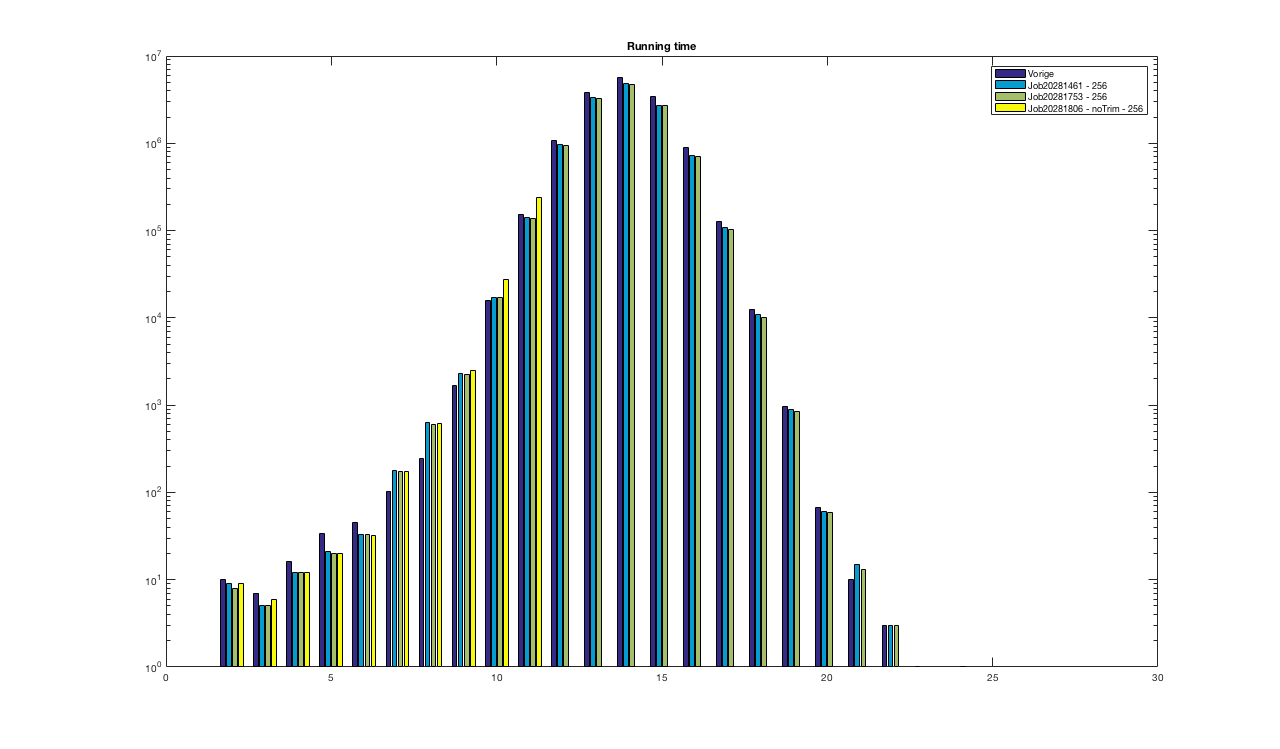 Running time
10^7
10^6
10^5
10^4
10^3
10^2
10^1
10^0
0 5 10 15 20 25 30
Vorige
Job20281461 - 256
Job20281753 - 256
Job20281806 - noTrim - 256